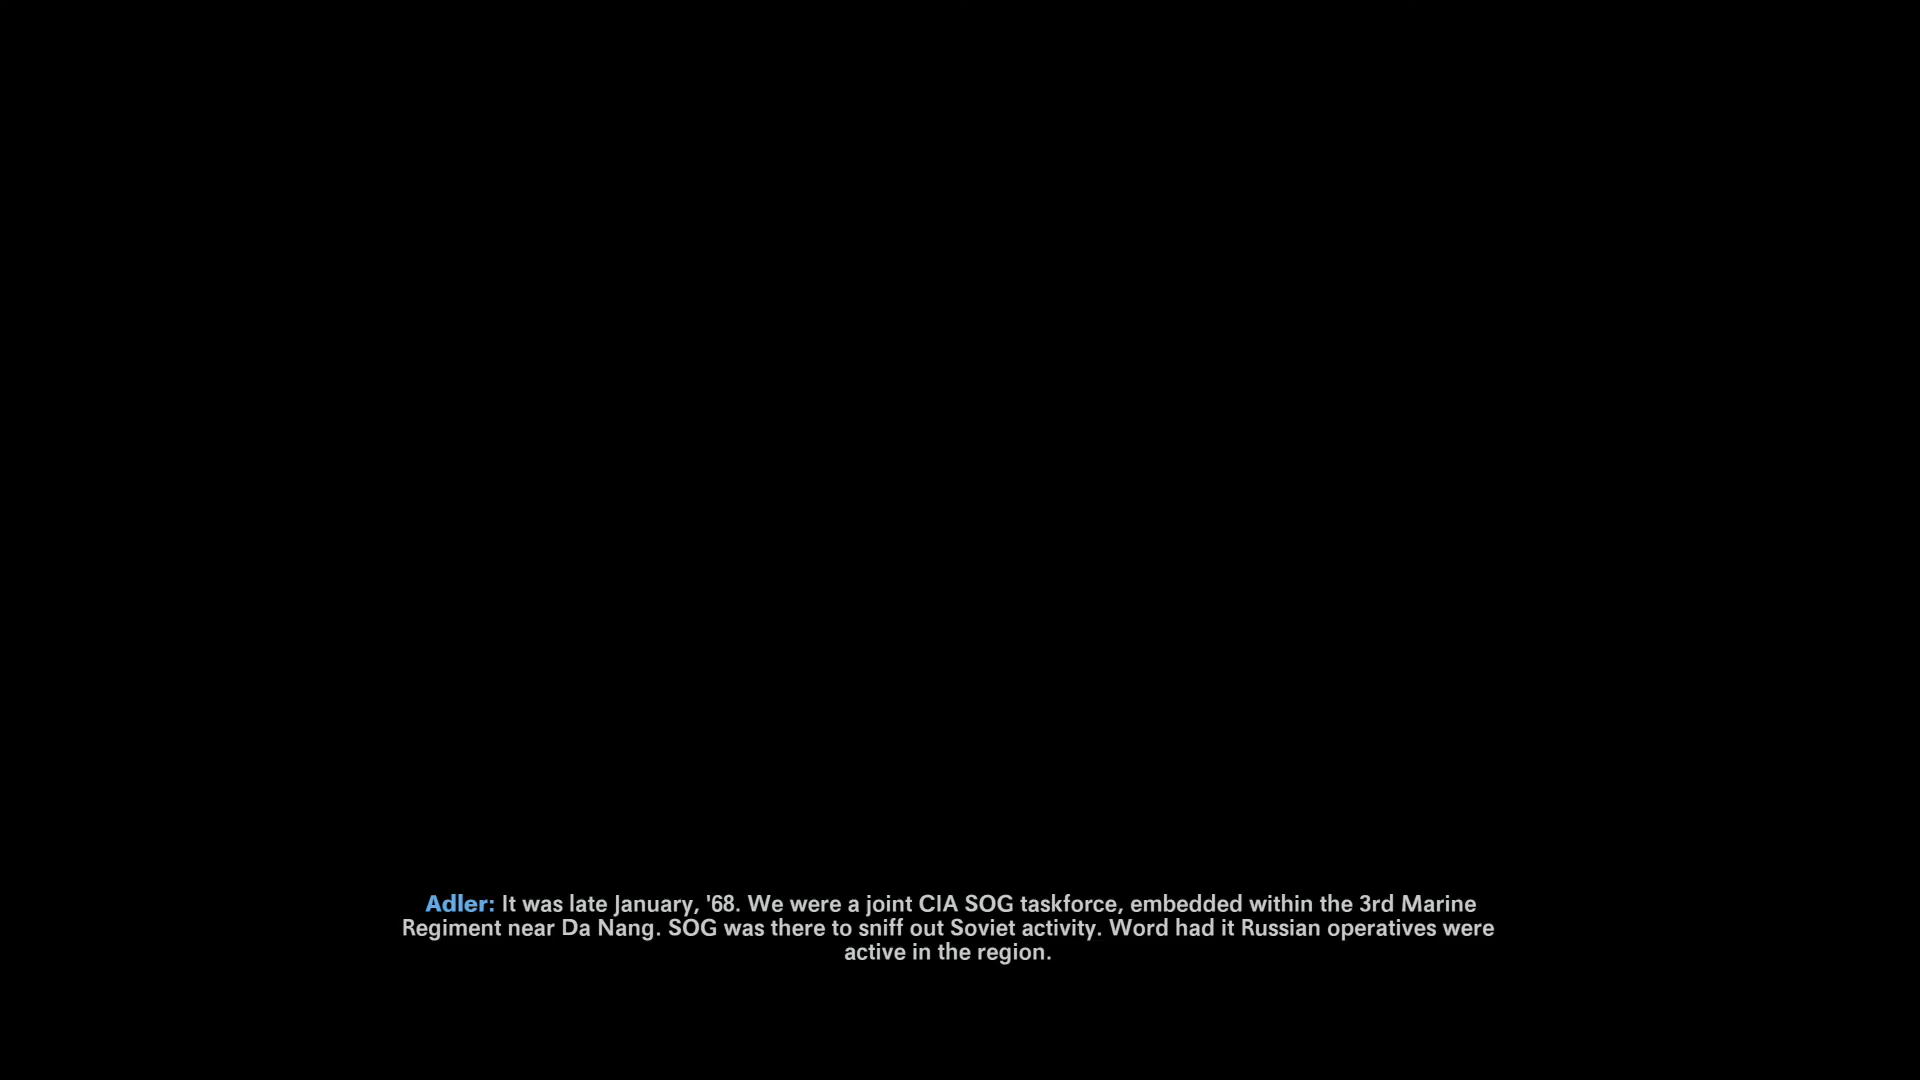 Adler: It was late January, '68. We were a joint CIA SOG taskforce, embedded within the 3rd Marine
Regiment near Da Nang. SOG was there to sniff out Soviet activity. Word had it Russian operatives were
active in the region.